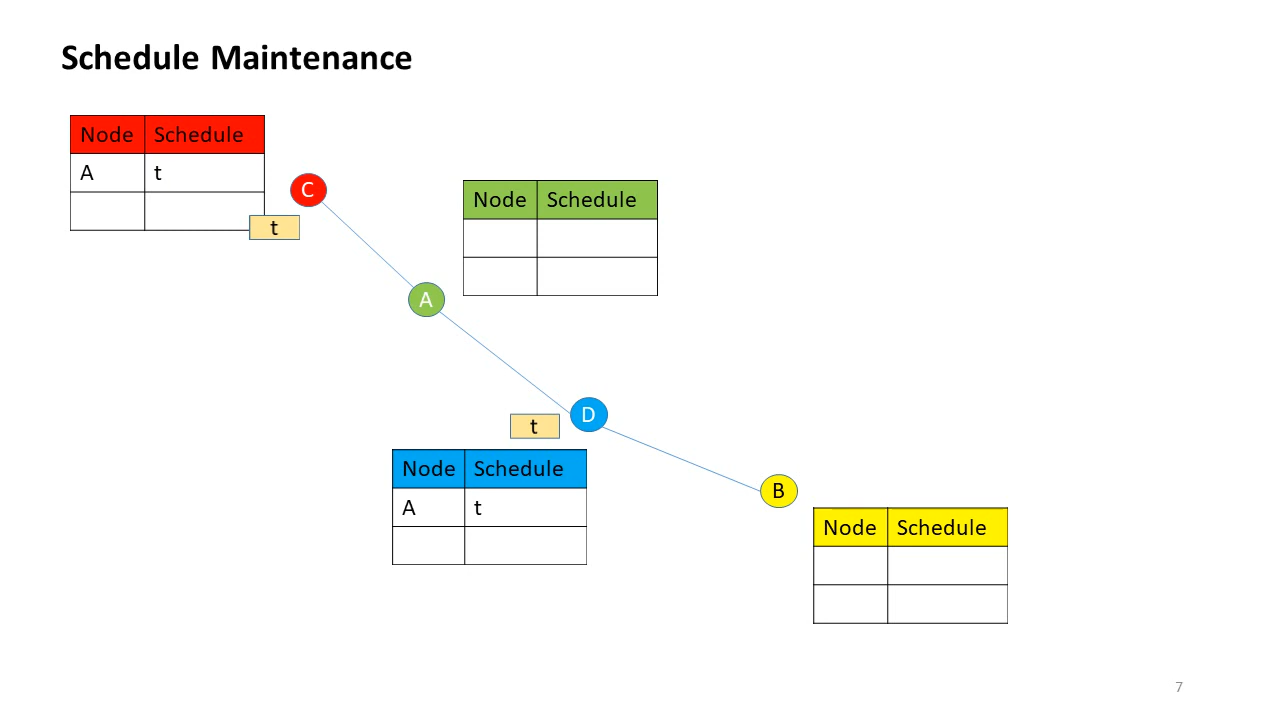 Schedule Maintenance
Node Schedule
A t
t
C
Node Schedule
A
D
t
Node Schedule
A t
B
Node Schedule
7